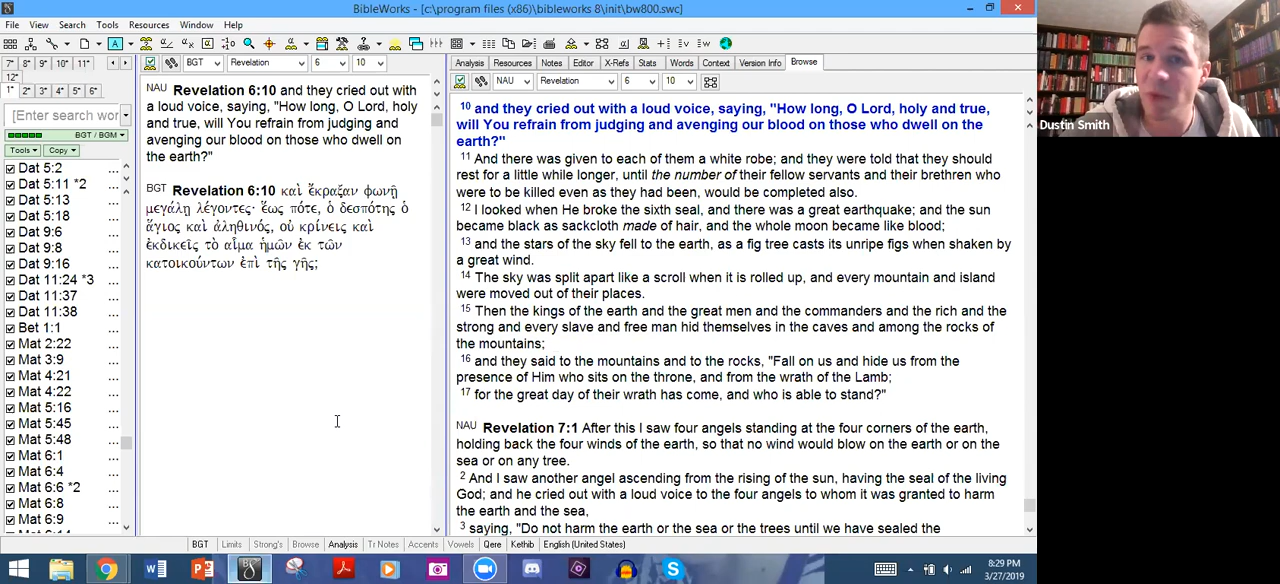 BibleWorks - [c:\program files (x86)\bibleworks 8\init\bw800.swc]
File View Search Tools Resources Window Help
BGT Revelation 6 10
7* 8* 9* 10* 11*
12*
1* 2* 3* 4* 5* 6*
[Enter search wor
BGT / BGM
Tools Copy
Dat 5:2 ...
Dat 5:11 *2 ...
Dat 5:13 ...
Dat 5:18 ...
Dat 9:6 ...
Dat 9:8 ...
Dat 9:16 ...
Dat 11:24 *3 ...
Dat 11:37 ...
Dat 11:38 ...
Bet 1:1 ...
Mat 2:22 ...
Mat 3:9 ...
Mat 4:21 ...
Mat 4:22 ...
Mat 5:16 ...
Mat 5:45 ...
Mat 5:48 ...
Mat 6:1 ...
Mat 6:4 ...
Mat 6:6 *2 ...
Mat 6:8 ...
Mat 6:9 ...
NAU Revelation 6:10 and they cried out with
a loud voice, saying, "How long, O Lord, holy
and true, will You refrain from judging and
avenging our blood on those who dwell on
the earth?"
BGT Revelation 6:10 καὶ ἔκραξαν φωνῇ
μεγάλῃ λέγοντες· ἕως πότε, ὁ δεσπότης ὁ
ἅγιος καὶ ἀληθινός, οὐ κρίνεις καὶ
ἐκδικεῖς τὸ αἷμα ἡμῶν ἐκ τῶν
κατοικούντων ἐπὶ τῆς γῆς;
Analysis Resources Notes Editor X-Refs Stats Words Context Version Info Browse
NAU Revelation 6 10
10 and they cried out with a loud voice, saying, "How long, O Lord, holy and true,
will You refrain from judging and avenging our blood on those who dwell on the
earth?"
11 And there was given to each of them a white robe; and they were told that they should
rest for a little while longer, until the number of their fellow servants and their brethren who
were to be killed even as they had been, would be completed also.
12 I looked when He broke the sixth seal, and there was a great earthquake; and the sun
became black as sackcloth made of hair, and the whole moon became like blood;
13 and the stars of the sky fell to the earth, as a fig tree casts its unripe figs when shaken by
a great wind.
14 The sky was split apart like a scroll when it is rolled up, and every mountain and island
were moved out of their places.
15 Then the kings of the earth and the great men and the commanders and the rich and the
strong and every slave and free man hid themselves in the caves and among the rocks of
the mountains;
16 and they said to the mountains and to the rocks, "Fall on us and hide us from the
presence of Him who sits on the throne, and from the wrath of the Lamb;
17 for the great day of their wrath has come, and who is able to stand?"
NAU Revelation 7:1 After this I saw four angels standing at the four corners of the earth,
holding back the four winds of the earth, so that no wind would blow on the earth or on the
sea or on any tree.
2 And I saw another angel ascending from the rising of the sun, having the seal of the living
God; and he cried out with a loud voice to the four angels to whom it was granted to harm
the earth and the sea,
3 saying, "Do not harm the earth or the sea or the trees until we have sealed the
BGT Limits Strong's Browse Analysis Tr Notes Accents Vowels Qere Kethib English (United States)
Dustin Smith
8:29 PM
3/27/2019